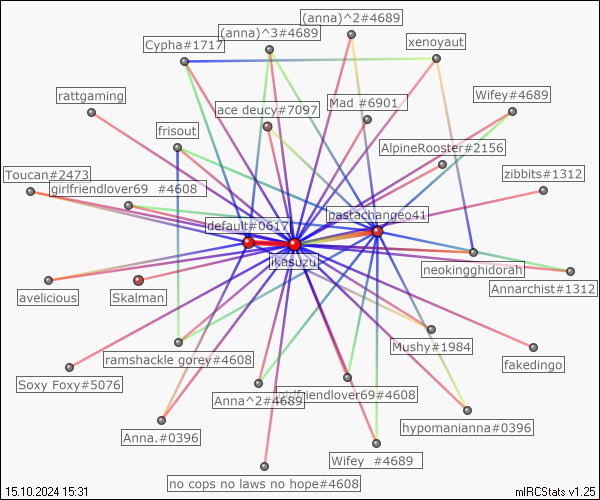 (anna)^2#4689
(anna)^3#4689
Cypha#1717
xenoyaut
rattgaming
Wifey#4689
ace deucy#7097
Mad #6901
frisout
AlpineRooster#2156
Toucan#2473
zibbits#1312
girlfriendlover69 #4608
pastachangeo41
default#0617
ikasuzu
neokingghidorah
Annarchist#1312
avelicious
Skalman
Mushy#1984
ramshackle gorey#4608
fakedingo
Soxy Foxy#5076
girlfriendlover69#4608
Anna^2#4689
hypomanianna#0396
Anna.#0396
Wifey #4689
no cops no laws no hope#4608
15.10.2024 15:31
mIRCStats v1.25